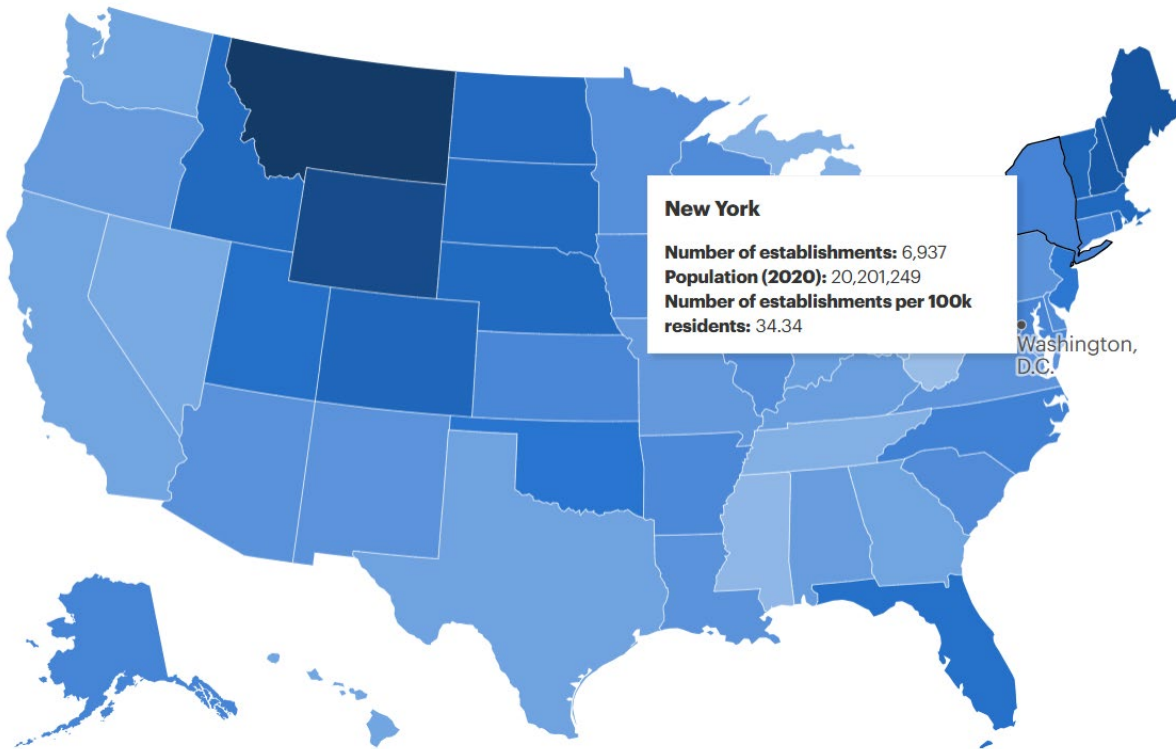 New York
Number of establishments: 6,937
Population (2020): 20,201,249
Number of establishments per 100k
residents: 34.34
Washington,
D.C.